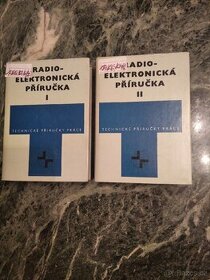 RADIO-
ELEKTRONICKÁ
PŘÍRUČKA
I
TECHNICKÉ PŘÍRUČKY PRÁCE
RADIO-
ELEKTRONICKÁ
PŘÍRUČKA
II
TECHNICKÉ PŘÍRUČKY PRÁCE